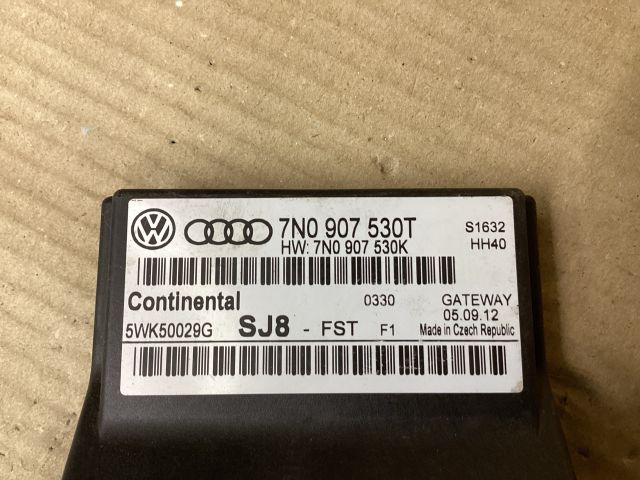 7N0 907 530T S1632
HW: 7N0 907 530K HH40
Continental 0330 GATEWAY
05.09.12
5WK50029G SJ8 - FST F1 Made in Czech Republic